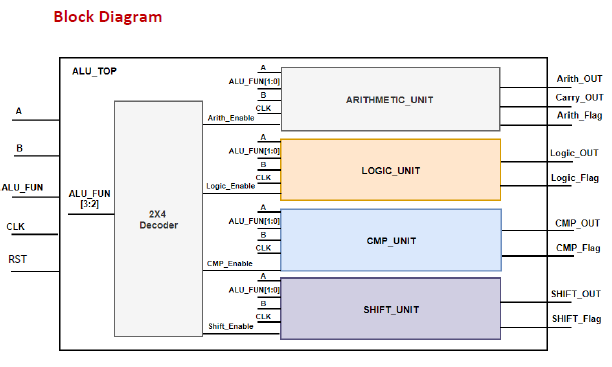 Block Diagram
ALU_TOP
A
B
ALU_FUN
CLK
RST
ALU_FUN
[3:2]
2X4
Decoder
A
ALU_FUN[1:0]
B
CLK
Arith_Enable
ARITHMETIC_UNIT
Arith_OUT
Carry_OUT
Arith_Flag
A
ALU_FUN[1:0]
B
CLK
Logic_Enable
LOGIC_UNIT
Logic_OUT
Logic_Flag
A
ALU_FUN[1:0]
B
CLK
CMP_Enable
CMP_UNIT
CMP_OUT
CMP_Flag
A
ALU_FUN[1:0]
B
CLK
Shift_Enable
SHIFT_UNIT
SHIFT_OUT
SHIFT_Flag